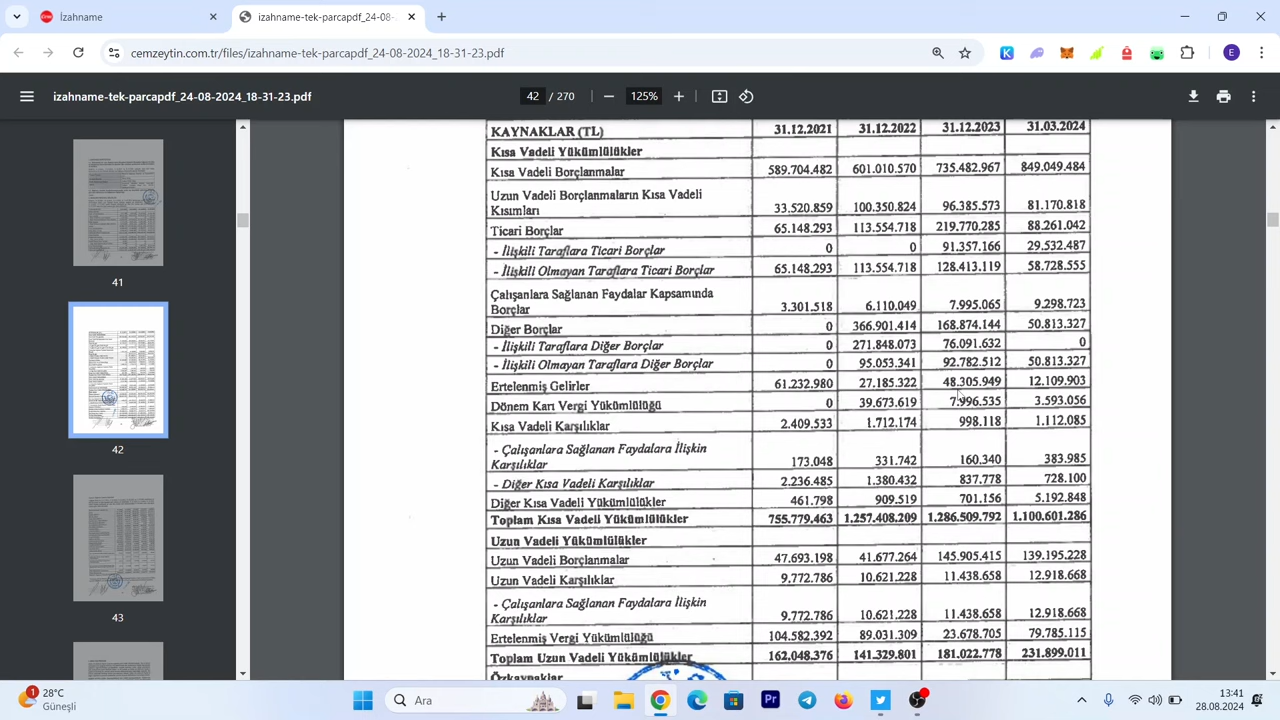 İzahname
izahname-tek-parcapdf_24-08-
cemzeytin.com.tr/files/izahname-tek-parcapdf_24-08-2024_18-31-23.pdf
K
E
izahname-tek-parcapdf_24-08-2024_18-31-23.pdf
42 / 270
125%
41
42
43
KAYNAKLAR (TL) 31.12.2021 31.12.2022 31.12.2023 31.03.2024
Kısa Vadeli Yükümlülükler
Kısa Vadeli Borçlanmalar 589.704.482 601.010.570 735.482.967 849.049.484
Uzun Vadeli Borçlanmaların Kısa Vadeli
Kısımları 33.520.859 100.350.824 96.385.573 81.170.818
Ticari Borçlar 65.148.293 113.554.718 219.770.285 88.261.042
- İlişkili Taraflara Ticari Borçlar 0 0 91.357.166 29.532.487
- İlişkili Olmayan Taraflara Ticari Borçlar 65.148.293 113.554.718 128.413.119 58.728.555
Çalışanlara Sağlanan Faydalar Kapsamında
Borçlar 3.301.518 6.110.049 7.995.065 9.298.723
Diğer Borçlar 0 366.901.414 168.874.144 50.813.327
- İlişkili Taraflara Diğer Borçlar 0 271.848.073 76.091.632 0
- İlişkili Olmayan Taraflara Diğer Borçlar 0 95.053.341 92.782.512 50.813.327
Ertelenmiş Gelirler 61.232.980 27.185.322 48.305.949 12.109.903
Dönem Karı Vergi Yükümlülüğü 0 39.673.619 7.996.535 3.593.056
Kısa Vadeli Karşılıklar 2.409.533 1.712.174 998.118 1.112.085
- Çalışanlara Sağlanan Faydalara İlişkin
Karşılıklar 173.048 331.742 160.340 383.985
- Diğer Kısa Vadeli Karşılıklar 2.236.485 1.380.432 837.778 728.100
Diğer Kısa Vadeli Yükümlülükler 461.798 909.519 701.156 5.192.848
Toplam Kısa Vadeli Yükümlülükler 755.779.463 1.257.408.209 1.286.509.792 1.100.601.286
Uzun Vadeli Yükümlülükler
Uzun Vadeli Borçlanmalar 47.693.198 41.677.264 145.905.415 139.195.228
Uzun Vadeli Karşılıklar 9.772.786 10.621.228 11.438.658 12.918.668
- Çalışanlara Sağlanan Faydalara İlişkin
Karşılıklar 9.772.786 10.621.228 11.438.658 12.918.668
Ertelenmiş Vergi Yükümlülüğü 104.582.392 89.031.309 23.678.705 79.785.115
Toplam Uzun Vadeli Yükümlülükler 162.048.376 141.329.801 181.022.778 231.899.011
Özkaynaklar
1
28°C
Güneşli
Ara
Pr
13:41
28.08.2024